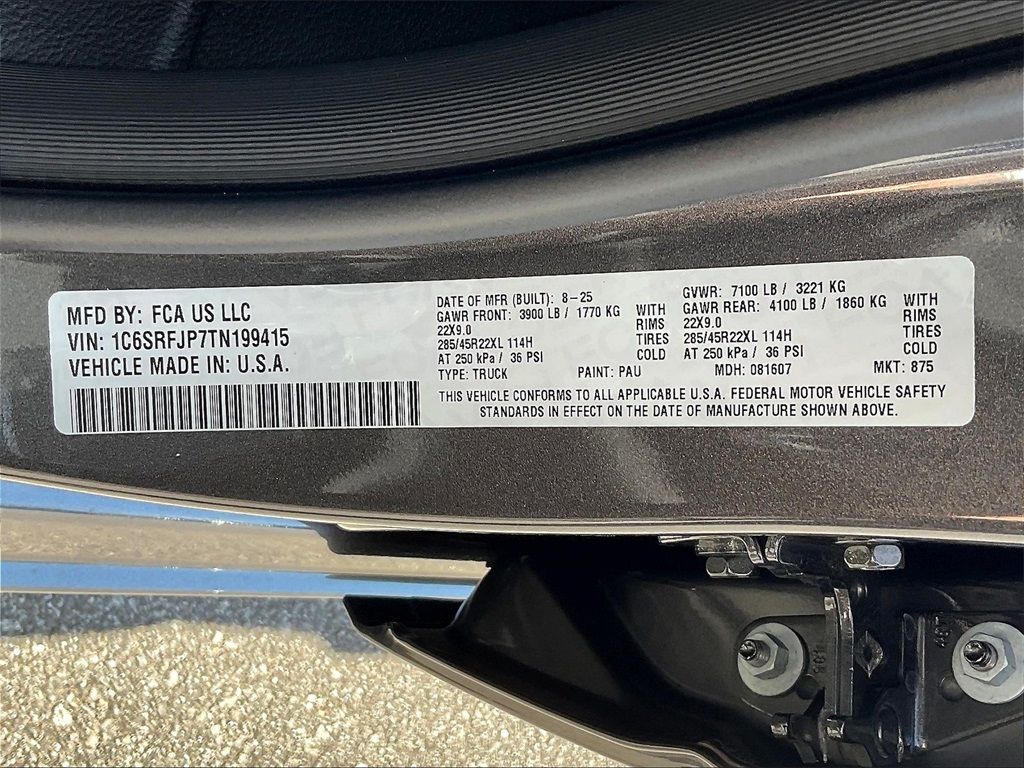 MFD BY: FCA US LLC
VIN: 1C6SRFJP7TN199415
VEHICLE MADE IN: U.S.A.
DATE OF MFR (BUILT): 8-25
GAWR FRONT: 3900 LB / 1770 KG WITH
22X9.0 RIMS
285/45R22XL 114H TIRES
AT 250 kPa / 36 PSI COLD
TYPE: TRUCK PAINT: PAU
GVWR: 7100 LB / 3221 KG
GAWR REAR: 4100 LB / 1860 KG WITH
22X9.0 RIMS
285/45R22XL 114H TIRES
AT 250 kPa / 36 PSI COLD
MDH: 081607 MKT: 875
THIS VEHICLE CONFORMS TO ALL APPLICABLE U.S.A. FEDERAL MOTOR VEHICLE SAFETY
STANDARDS IN EFFECT ON THE DATE OF MANUFACTURE SHOWN ABOVE.